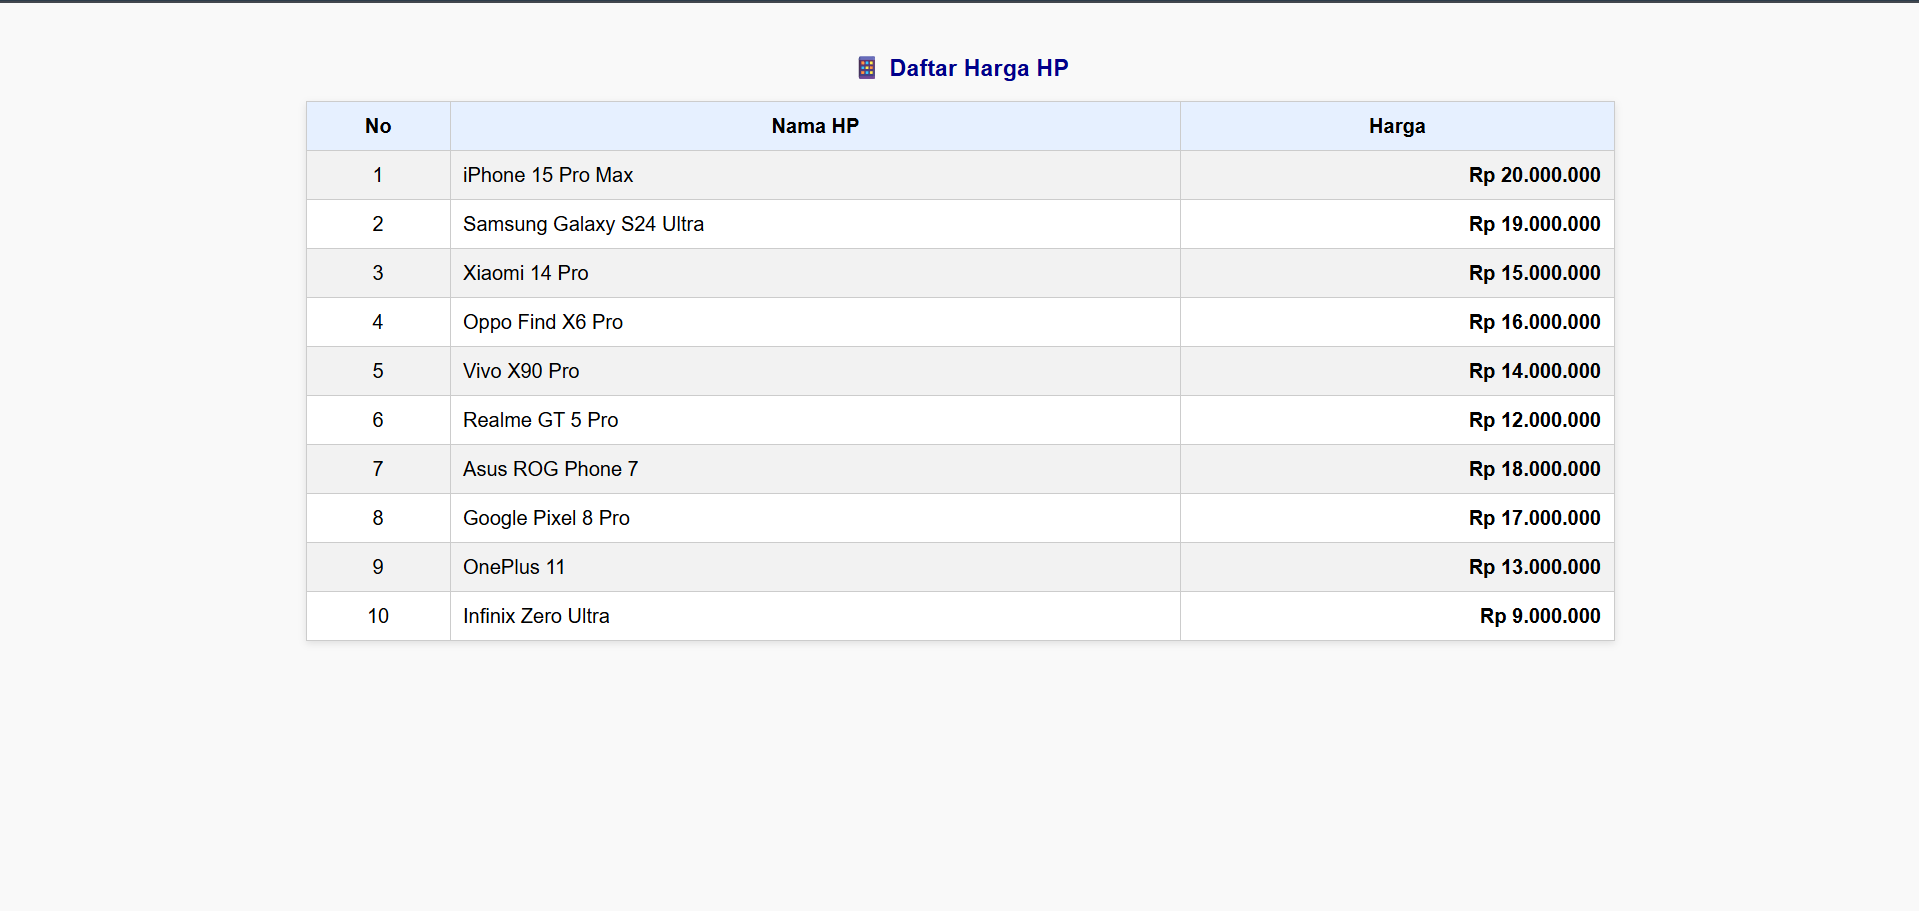 Daftar Harga HP
No Nama HP Harga
1 iPhone 15 Pro Max Rp 20.000.000
2 Samsung Galaxy S24 Ultra Rp 19.000.000
3 Xiaomi 14 Pro Rp 15.000.000
4 Oppo Find X6 Pro Rp 16.000.000
5 Vivo X90 Pro Rp 14.000.000
6 Realme GT 5 Pro Rp 12.000.000
7 Asus ROG Phone 7 Rp 18.000.000
8 Google Pixel 8 Pro Rp 17.000.000
9 OnePlus 11 Rp 13.000.000
10 Infinix Zero Ultra Rp 9.000.000